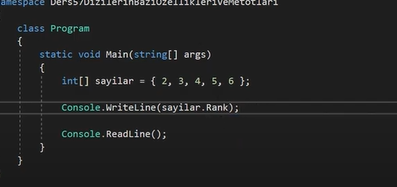 namespace Ders57DizilerinBaziOzellikleriVeMetotlari
class Program
{
static void Main(string[] args)
{
int[] sayilar = { 2, 3, 4, 5, 6 };
Console.WriteLine(sayilar.Rank);
Console.ReadLine();
}
}